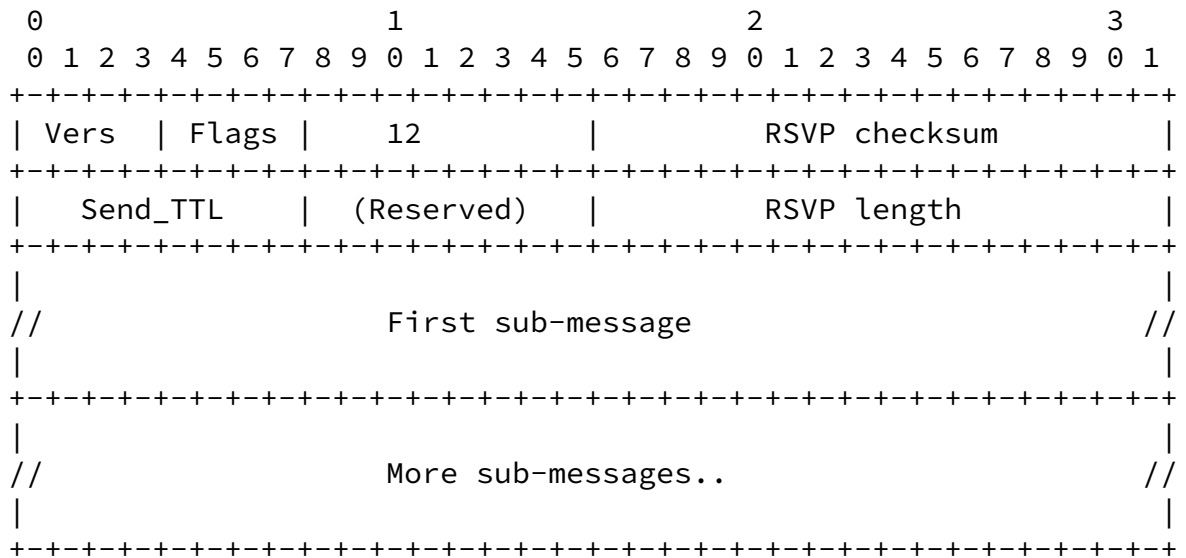 0                   1                   2                   3
0 1 2 3 4 5 6 7 8 9 0 1 2 3 4 5 6 7 8 9 0 1 2 3 4 5 6 7 8 9 0 1
+-+-+-+-+-+-+-+-+-+-+-+-+-+-+-+-+-+-+-+-+-+-+-+-+-+-+-+-+-+-+-+-+
| Vers  | Flags |    12         |         RSVP checksum         |
+-+-+-+-+-+-+-+-+-+-+-+-+-+-+-+-+-+-+-+-+-+-+-+-+-+-+-+-+-+-+-+-+
|   Send_TTL    |  (Reserved)   |         RSVP length           |
+-+-+-+-+-+-+-+-+-+-+-+-+-+-+-+-+-+-+-+-+-+-+-+-+-+-+-+-+-+-+-+-+
|                                                               |
//                   First sub-message                         //
|                                                               |
+-+-+-+-+-+-+-+-+-+-+-+-+-+-+-+-+-+-+-+-+-+-+-+-+-+-+-+-+-+-+-+-+
|                                                               |
//                   More sub-messages..                       //
|                                                               |
+-+-+-+-+-+-+-+-+-+-+-+-+-+-+-+-+-+-+-+-+-+-+-+-+-+-+-+-+-+-+-+-+